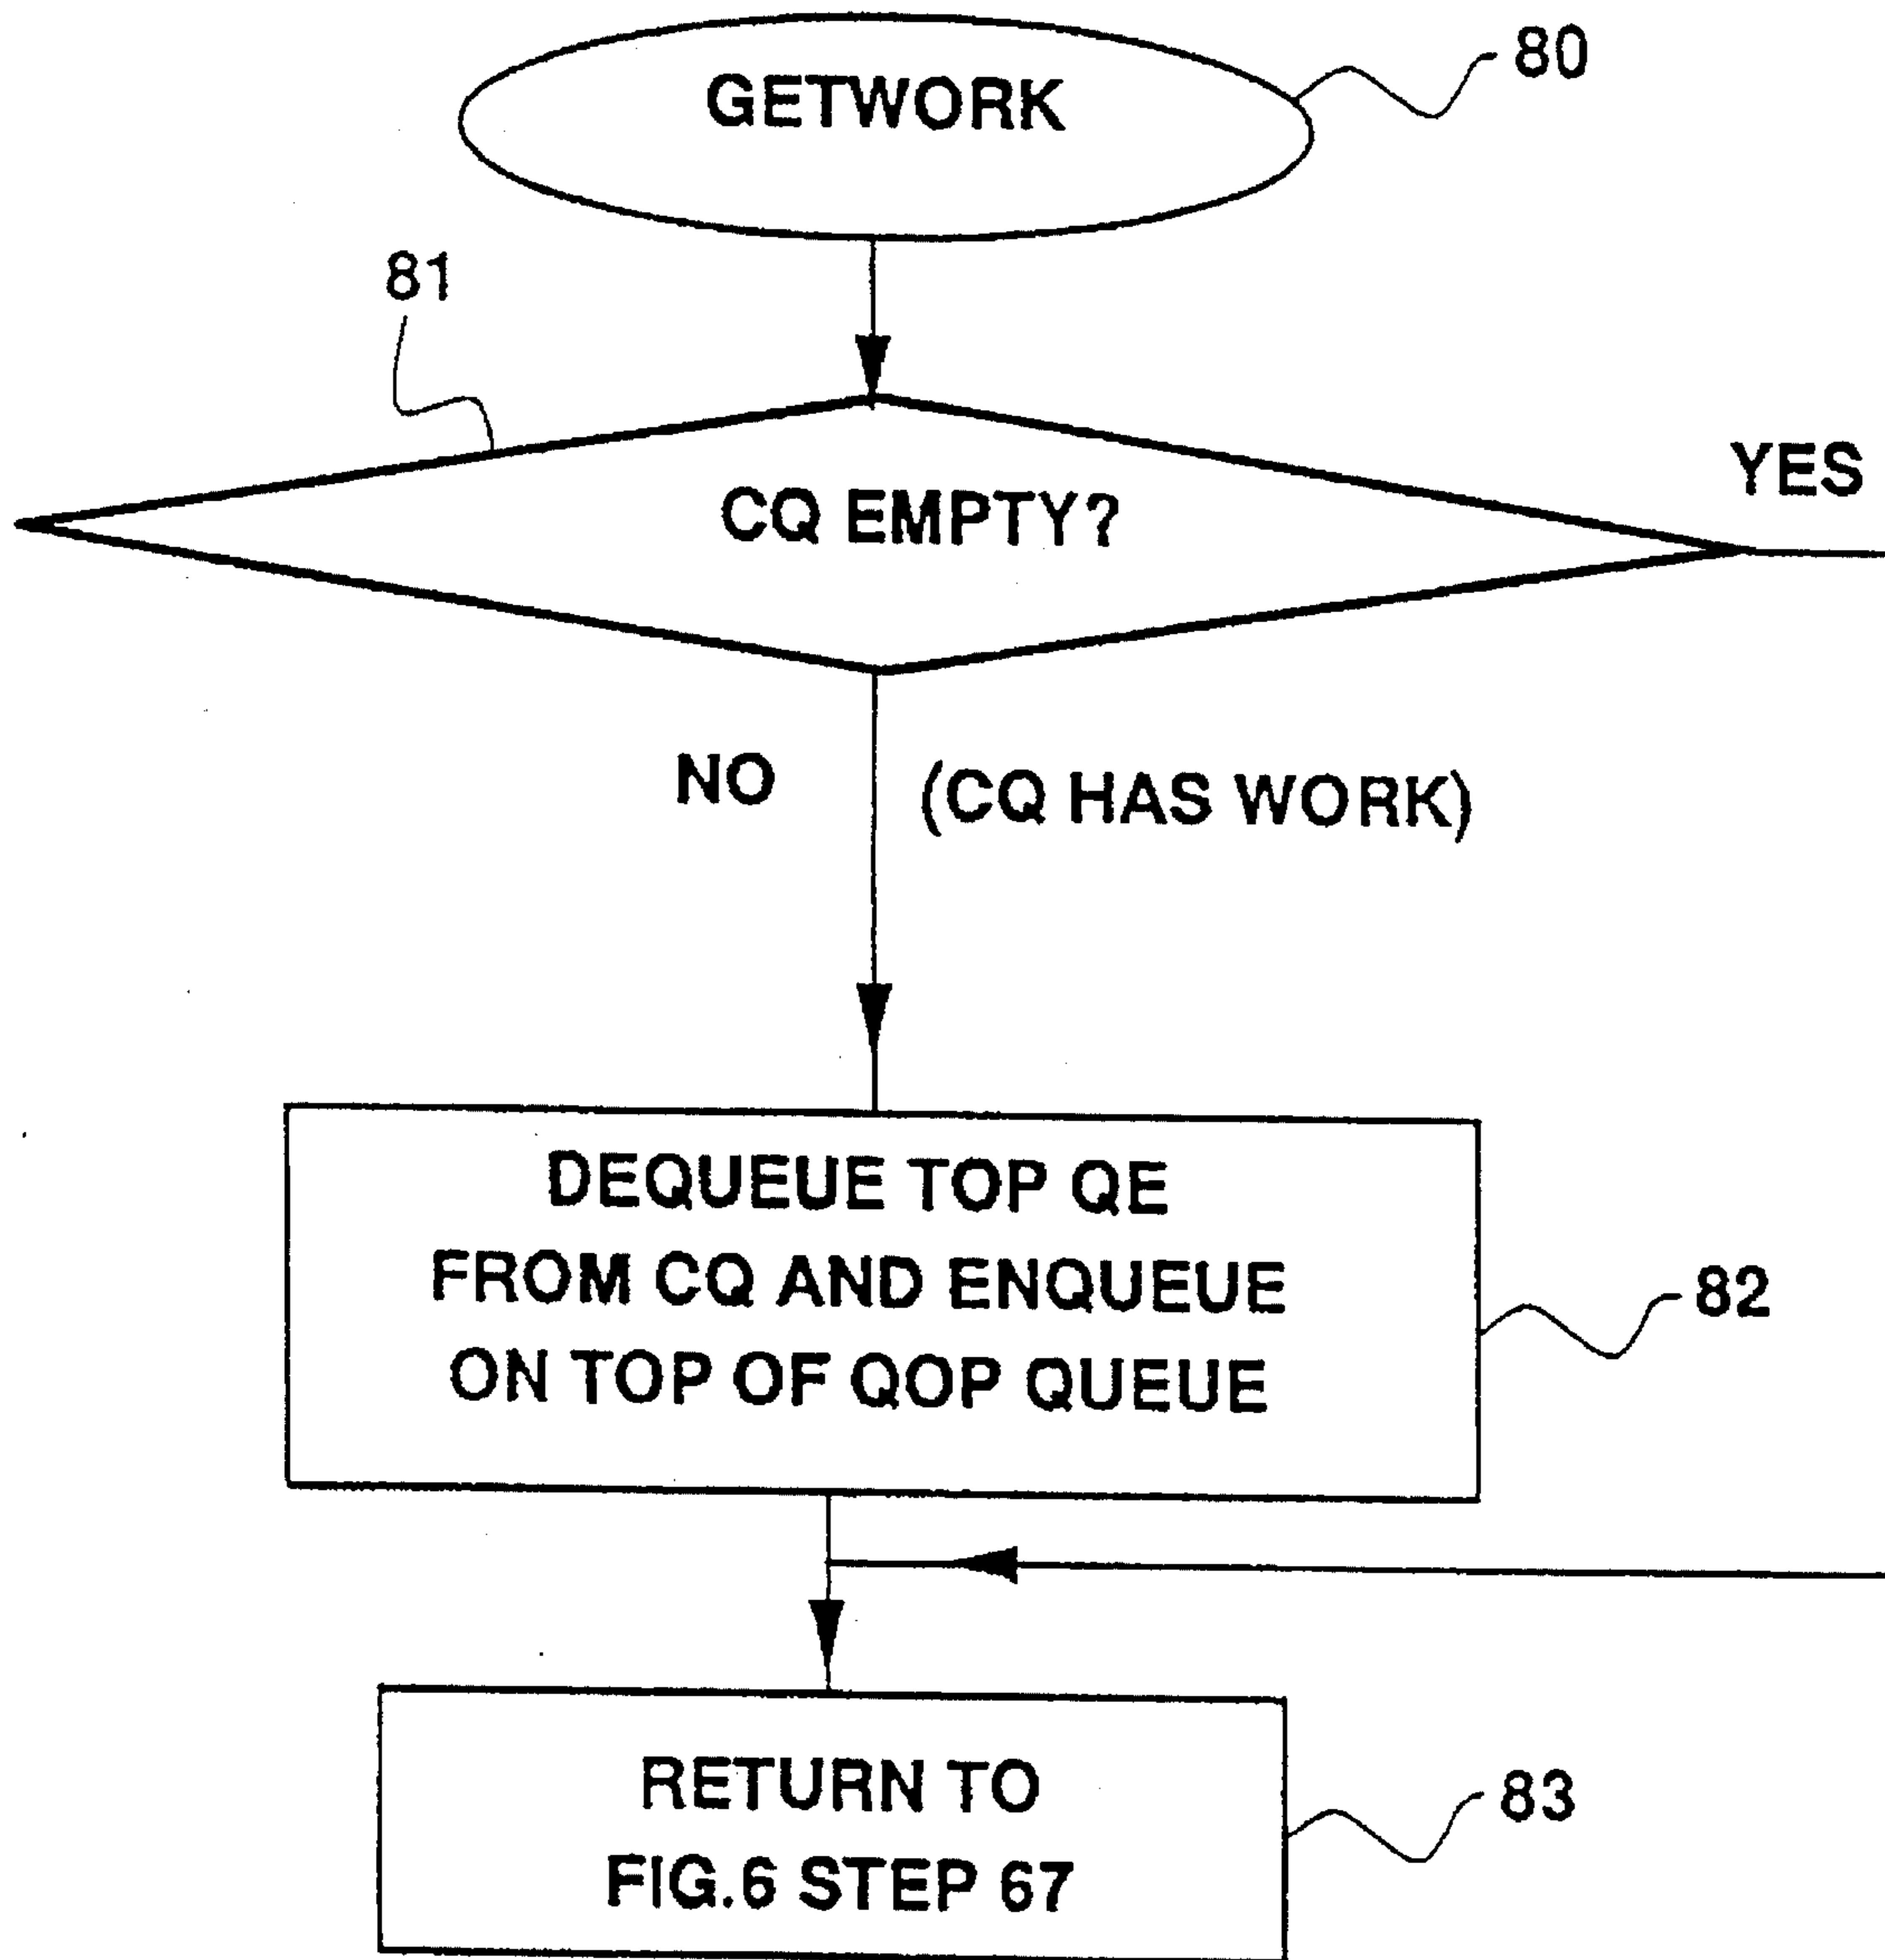 GETWORK
80
81
CQ EMPTY?
YES
NO
(CQ HAS WORK)
DEQUEUE TOP QE
FROM CQ AND ENQUEUE
ON TOP OF QOP QUEUE
82
RETURN TO
FIG.6 STEP 67
83